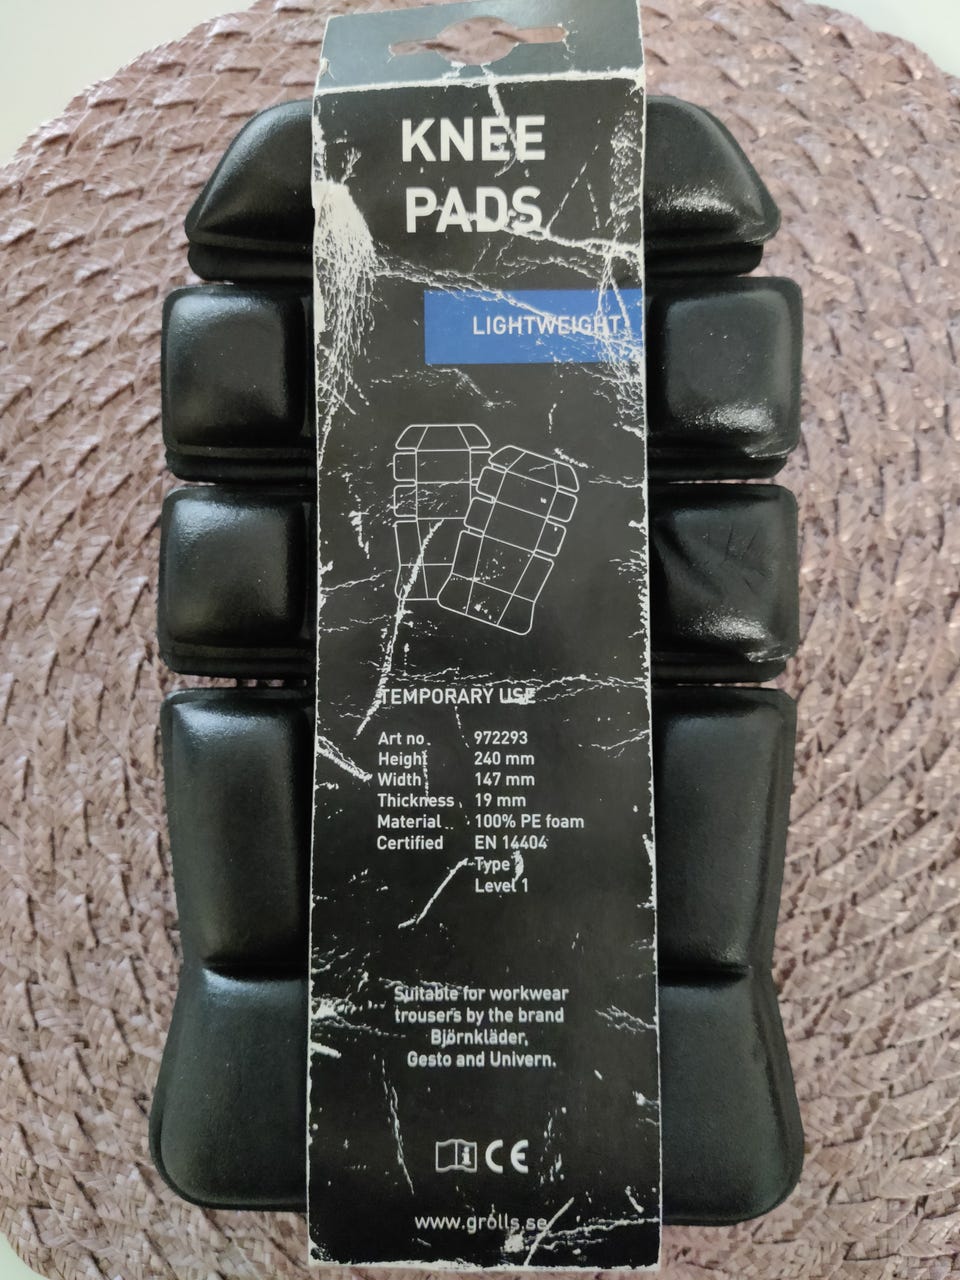 KNEE
PADS
LIGHTWEIGHT
TEMPORARY USE
Art no. 972293
Height 240 mm
Width 147 mm
Thickness 19 mm
Material 100% PE foam
Certified EN 14404
Type
Level 1
Suitable for workwear
trousers by the brand
Björnkläder,
Gesto and Univern.
i CE
www.grolls.se